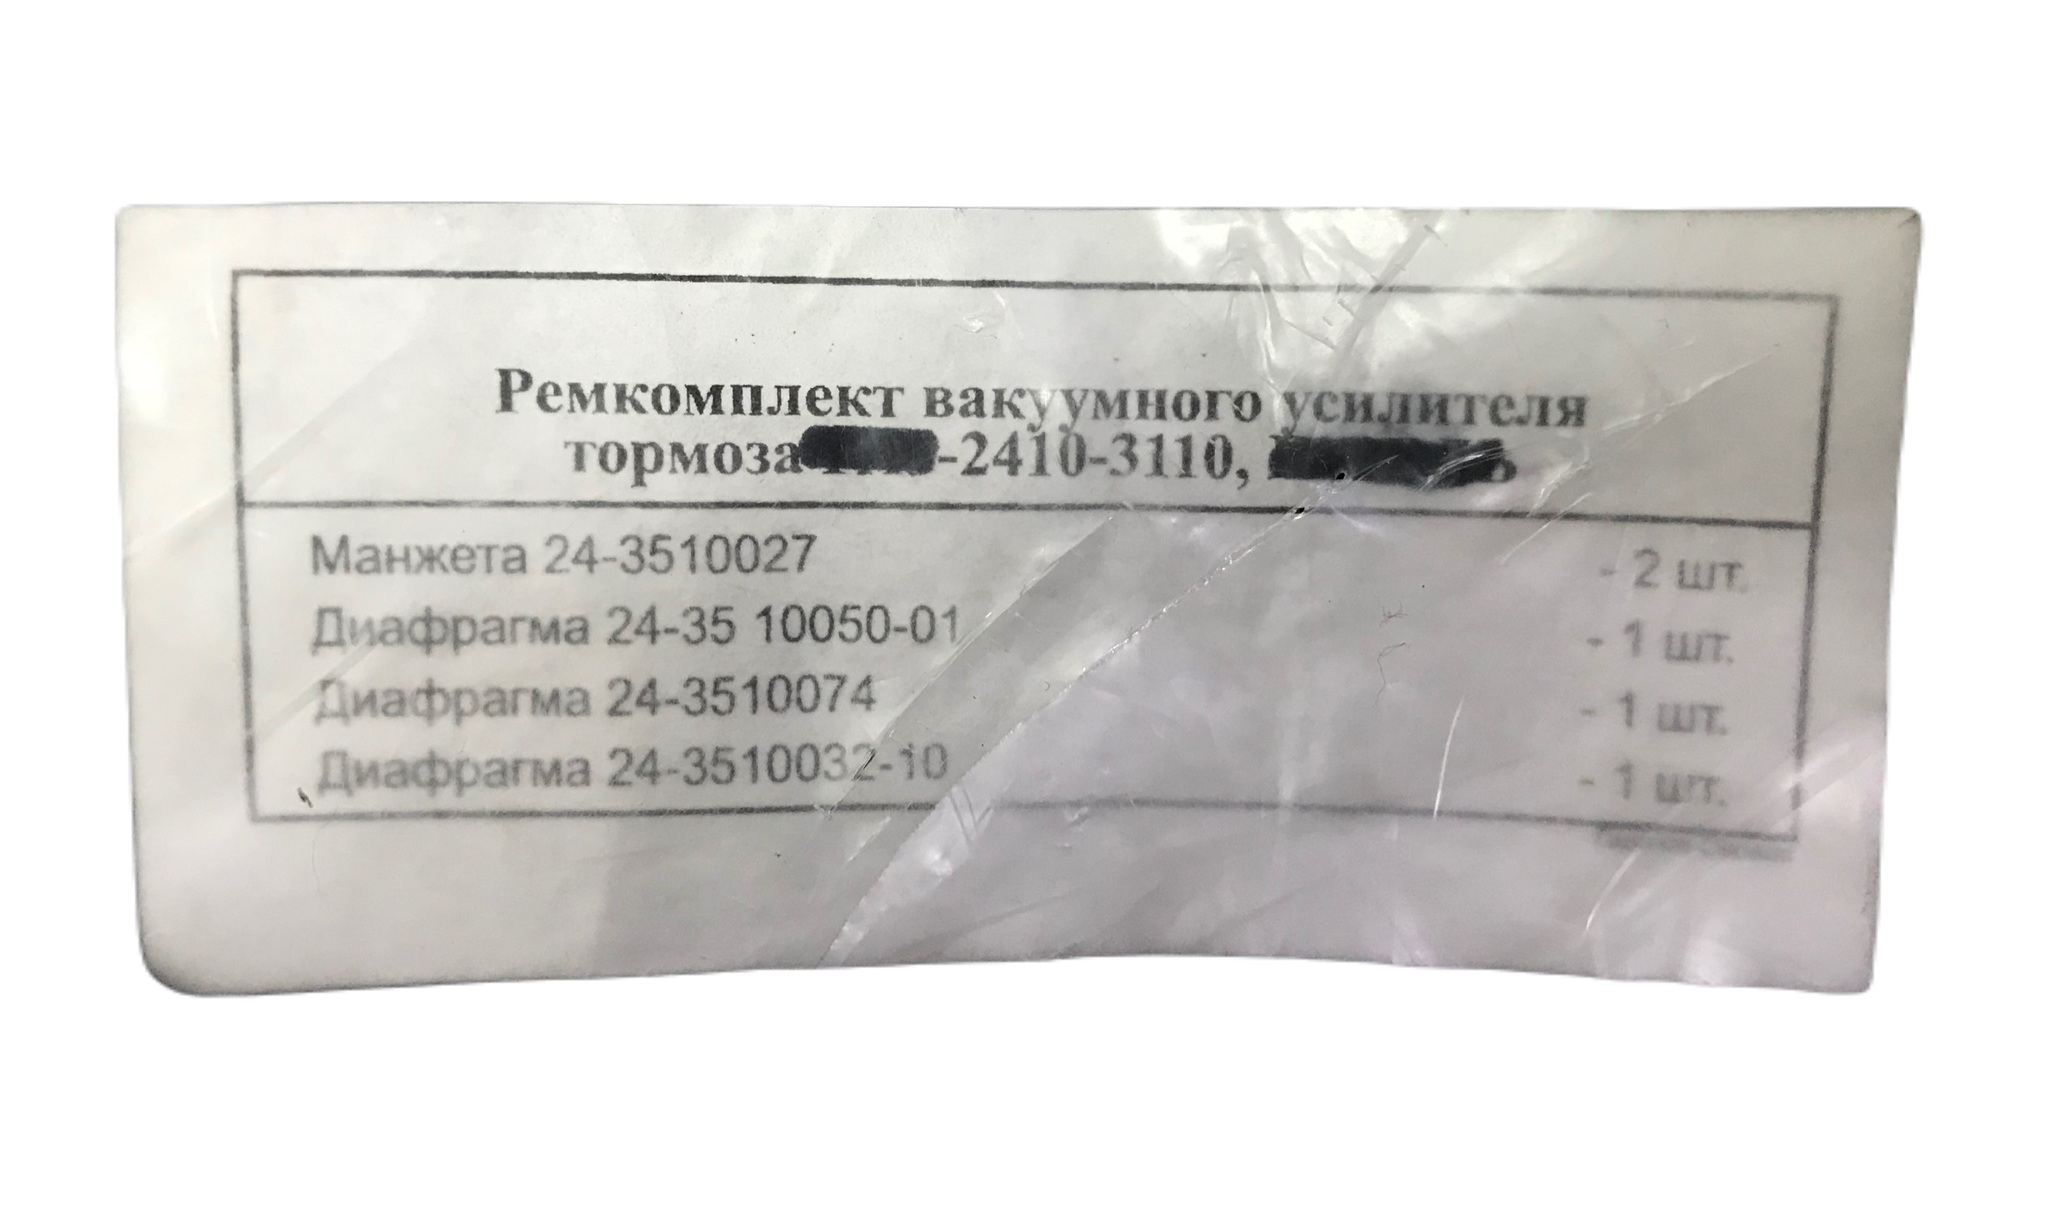 Ремкомплект вакуумного усилителя
тормоза -2410-3110,
Манжета 24-3510027 - 2 шт.
Диафрагма 24-35 10050-01 - 1 шт.
Диафрагма 24-3510074 - 1 шт.
Диафрагма 24-3510032-10 - 1 шт.